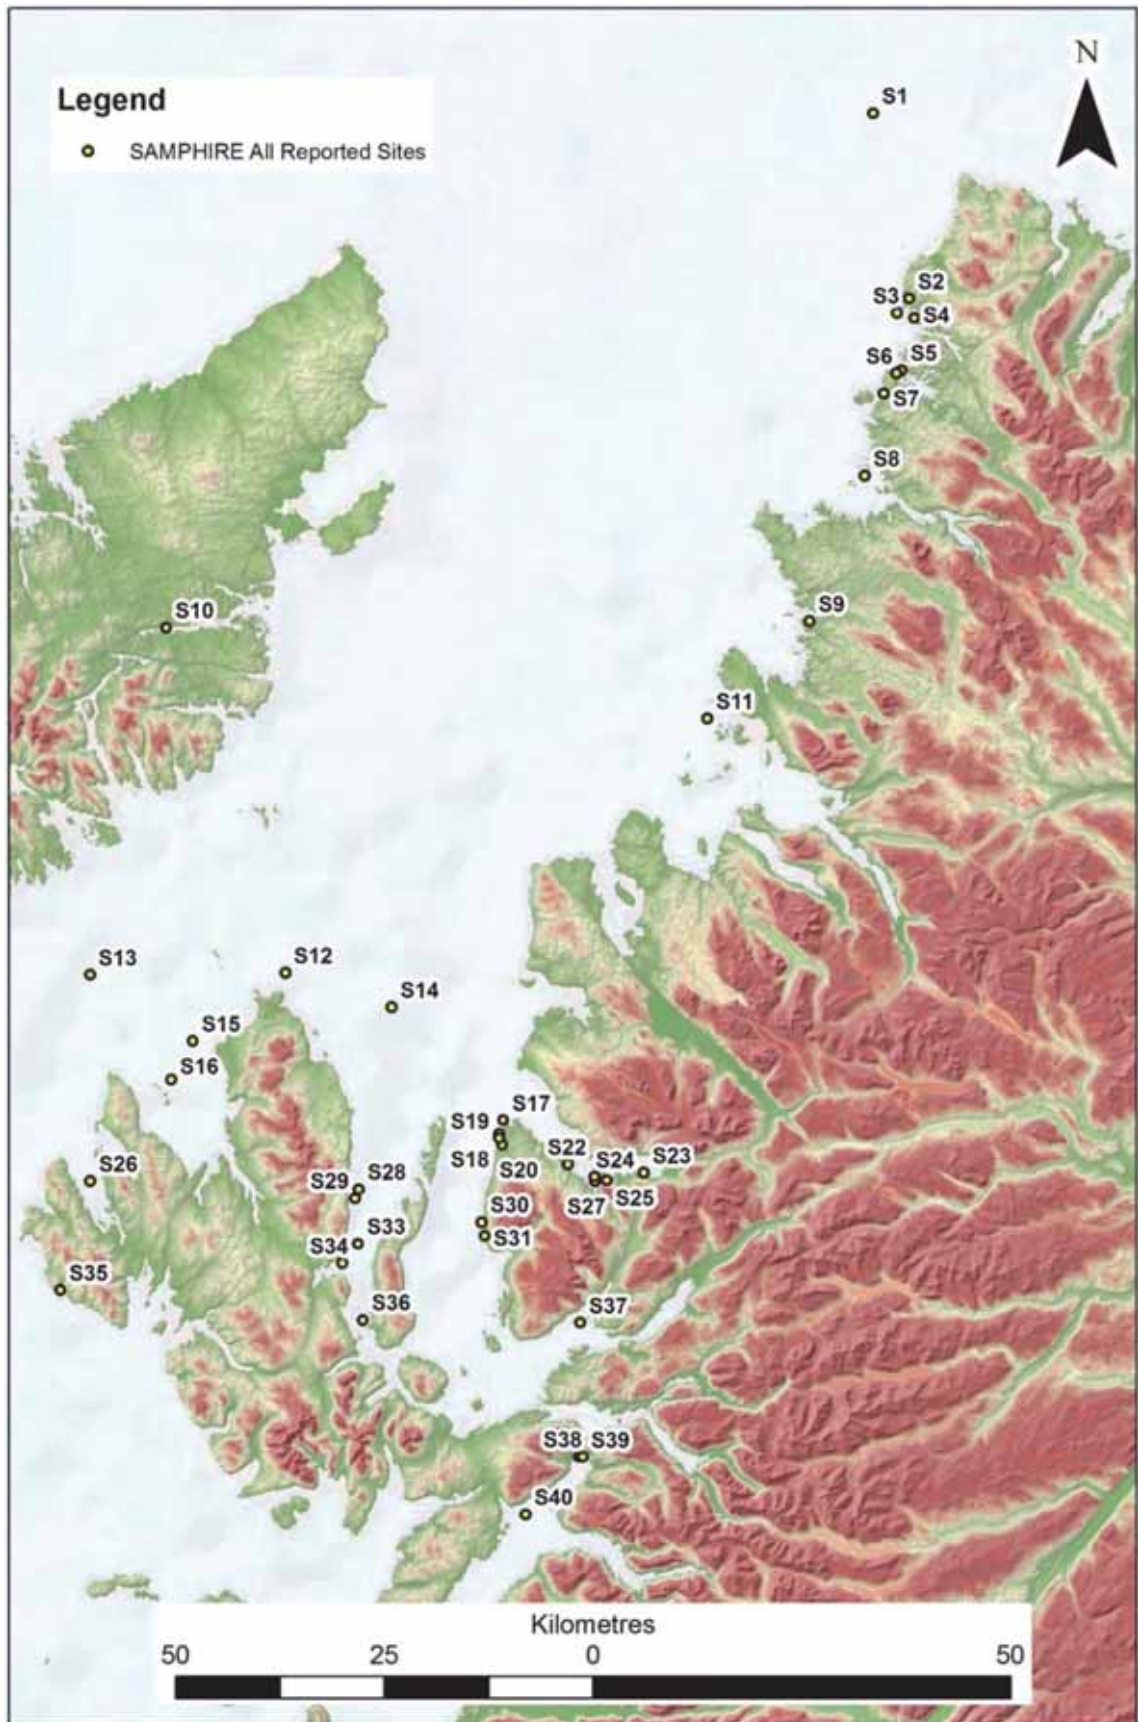 N
Legend
SAMPHIRE All Reported Sites
S1
S2
S3
S4
S5
S6
S7
S8
S9
S10
S11
S12
S13
S14
S15
S16
S17
S19
S18
S20
S22
S23
S24
S25
S26
S27
S28
S29
S30
S31
S33
S34
S35
S36
S37
S38
S39
S40
Kilometres
50 25 0 50